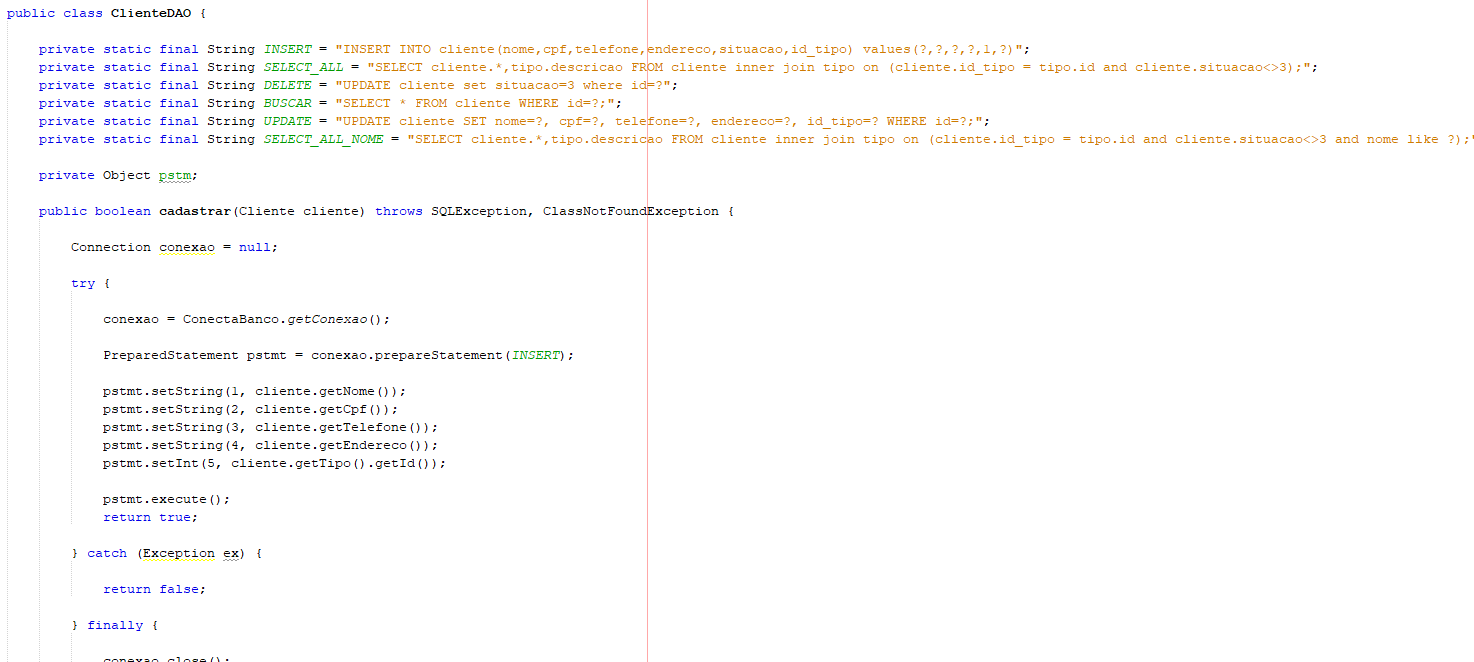 public class ClienteDAO {
private static final String INSERT = "INSERT INTO cliente(nome,cpf,telefone,endereco,situacao,id_tipo) values(?,?,?,?,1,?)";
private static final String SELECT_ALL = "SELECT cliente.*,tipo.descricao FROM cliente inner join tipo on (cliente.id_tipo = tipo.id and cliente.situacao<>3);";
private static final String DELETE = "UPDATE cliente set situacao=3 where id=?";
private static final String BUSCAR = "SELECT * FROM cliente WHERE id=?;";
private static final String UPDATE = "UPDATE cliente SET nome=?, cpf=?, telefone=?, endereco=?, id_tipo=? WHERE id=?;";
private static final String SELECT_ALL_NOME = "SELECT cliente.*,tipo.descricao FROM cliente inner join tipo on (cliente.id_tipo = tipo.id and cliente.situacao<>3 and nome like ?);"
private Object pstm;
public boolean cadastrar(Cliente cliente) throws SQLException, ClassNotFoundException {
Connection conexao = null;
try {
conexao = ConectaBanco.getConexao();
PreparedStatement pstmt = conexao.prepareStatement(INSERT);
pstmt.setString(1, cliente.getNome());
pstmt.setString(2, cliente.getCpf());
pstmt.setString(3, cliente.getTelefone());
pstmt.setString(4, cliente.getEndereco());
pstmt.setInt(5, cliente.getTipo().getId());
pstmt.execute();
return true;
} catch (Exception ex) {
return false;
} finally {
conexao.close();